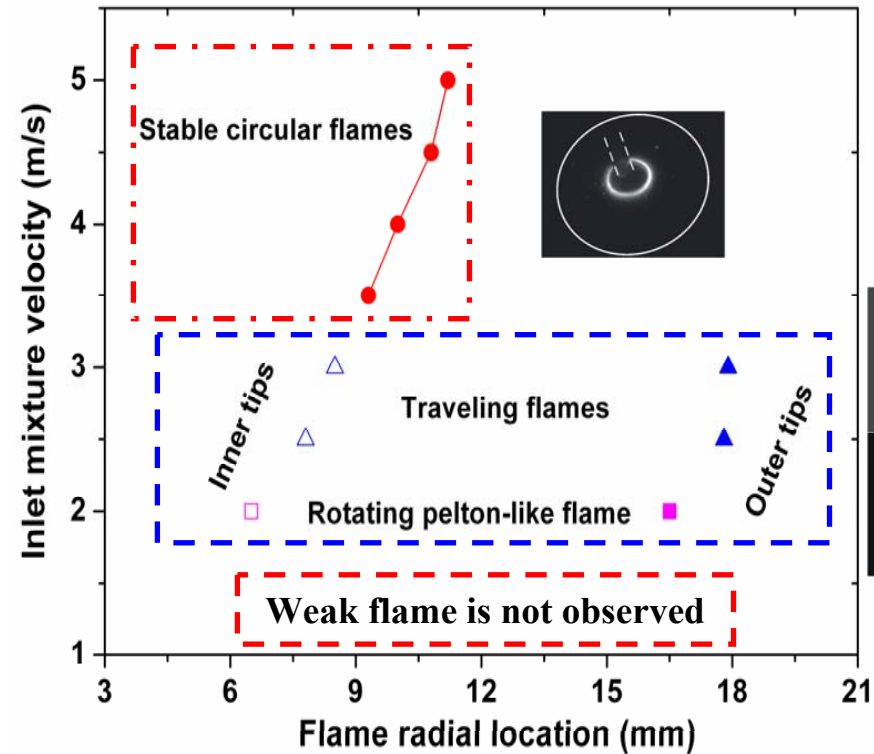 Inlet mixture velocity (m/s)
5
4
3
2
1
Stable circular flames
Inner tips
Traveling flames
Outer tips
Rotating pelton-like flame
Weak flame is not observed
3 6 9 12 15 18 21
Flame radial location (mm)